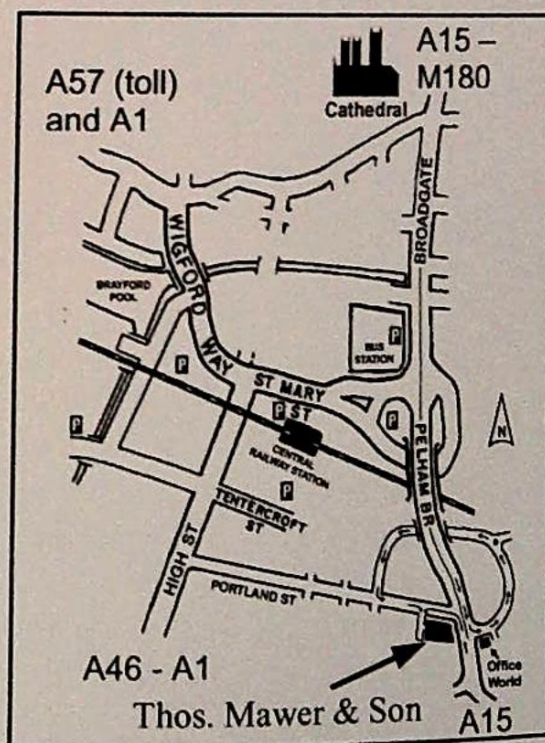 A15 –
M180
A57 (toll)
and A1
Cathedral
BROADGATE
WIGFORD
WAY
BRAYFORD
POOL
P
BUS
STATION
P
ST MARY
ST
P
P
P
CENTRAL
RAILWAY STATION
PELHAM BR
N
P
TENTERCROFT
ST
HIGH ST
PORTLAND ST
A46 - A1
Office
World
Thos. Mawer & Son
A15